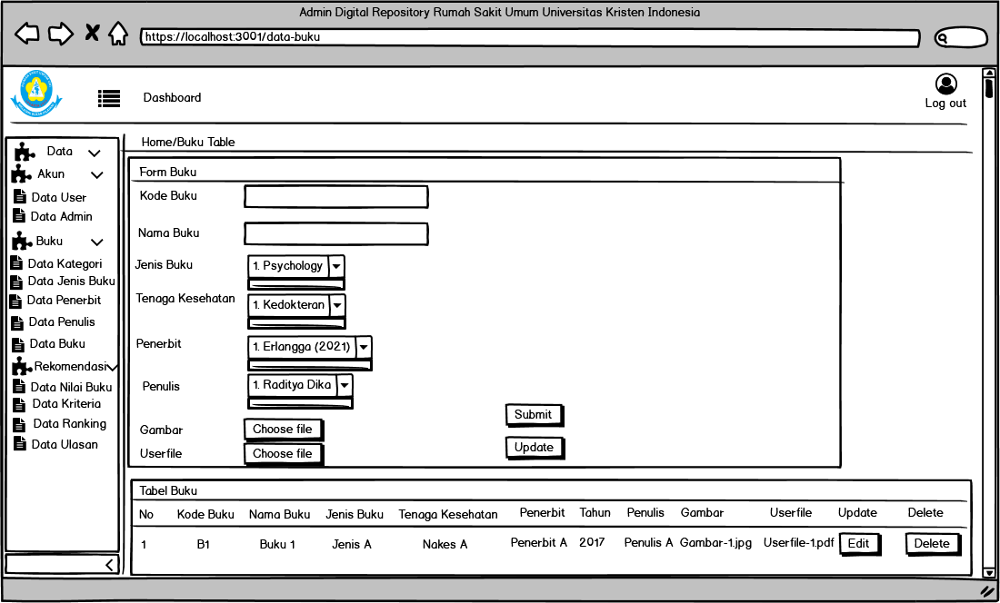 Admin Digital Repository Rumah Sakit Umum Universitas Kristen Indonesia
https://localhost:3001/data-buku
Dashboard
Log out
Data
Akun
Data User
Data Admin
Buku
Data Kategori
Data Jenis Buku
Data Penerbit
Data Penulis
Data Buku
Rekomendasi
Data Nilai Buku
Data Kriteria
Data Ranking
Data Ulasan
Home/Buku Table
Form Buku
Kode Buku
Nama Buku
Jenis Buku 1. Psychology
Tenaga Kesehatan 1. Kedokteran
Penerbit 1. Erlangga (2021)
Penulis 1. Raditya Dika
Gambar Choose file
Userfile Choose file
Submit
Update
Tabel Buku
No Kode Buku Nama Buku Jenis Buku Tenaga Kesehatan Penerbit Tahun Penulis Gambar Userfile Update Delete
1 B1 Buku 1 Jenis A Nakes A Penerbit A 2017 Penulis A Gambar-1.jpg Userfile-1.pdf Edit Delete